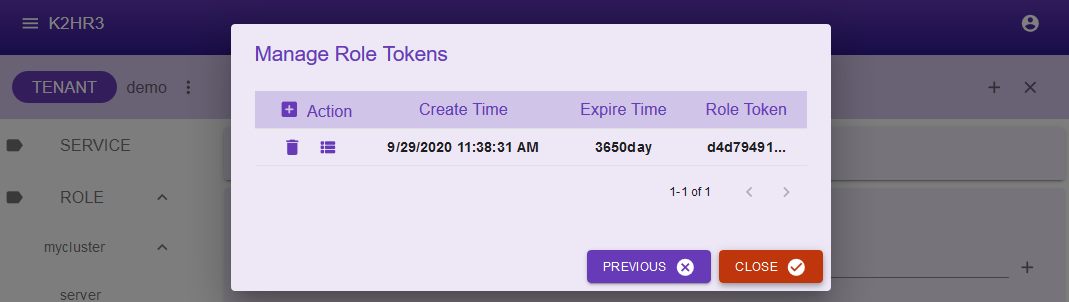 K2HR3
Manage Role Tokens
TENANT demo
Action Create Time Expire Time Role Token
SERVICE
9/29/2020 11:38:31 AM 3650day d4d79491...
ROLE
1-1 of 1
mycluster
PREVIOUS CLOSE
server